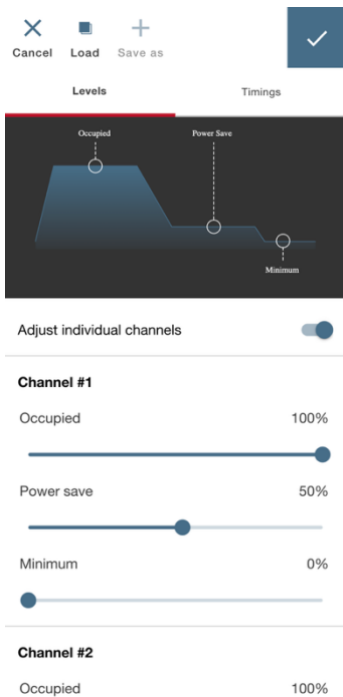 Cancel Load Save as
Levels Timings
Occupied Power Save
Minimum
Adjust individual channels
Channel #1
Occupied 100%
Power save 50%
Minimum 0%
Channel #2
Occupied 100%